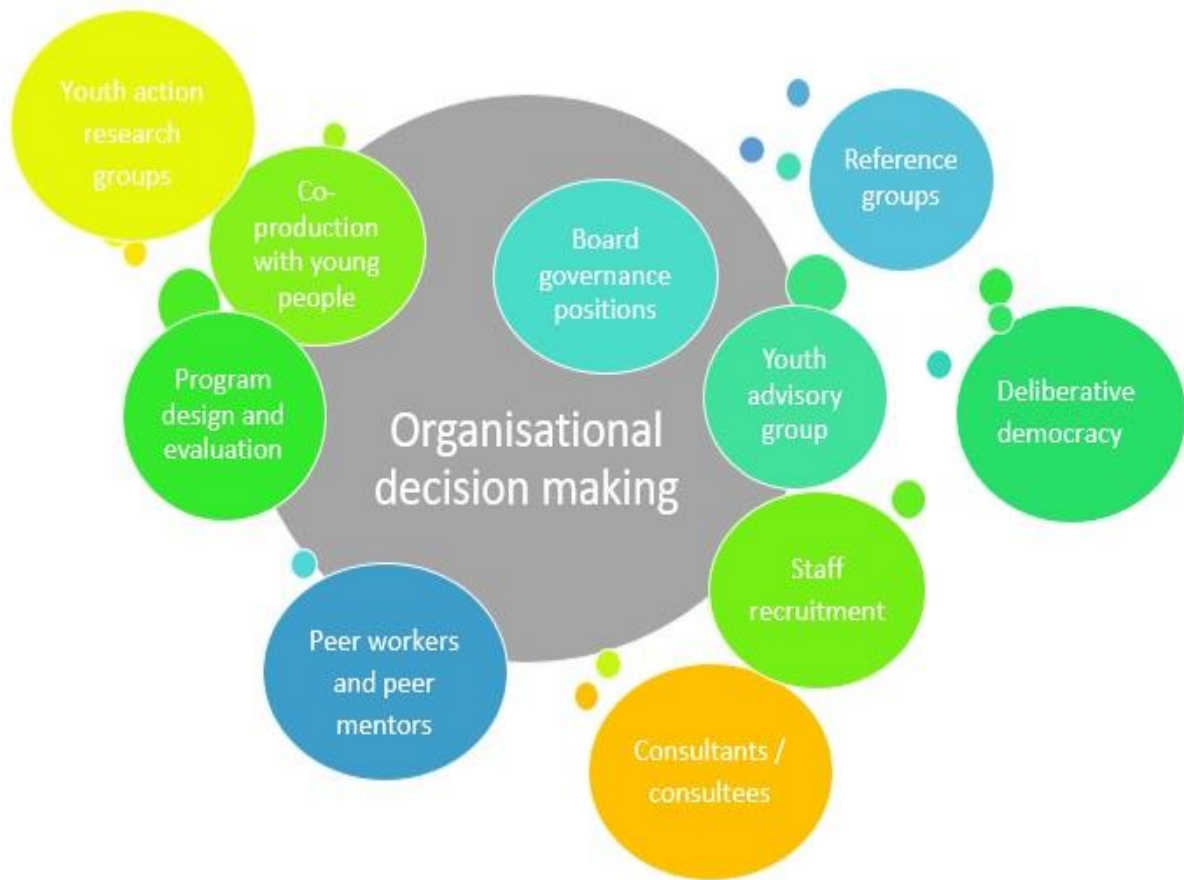 Youth action
research
groups
Co-
production
with young
people
Board
governance
positions
Reference
groups
Program
design and
evaluation
Organisational
decision making
Youth
advisory
group
Deliberative
democracy
Staff
recruitment
Peer workers
and peer
mentors
Consultants /
consultees